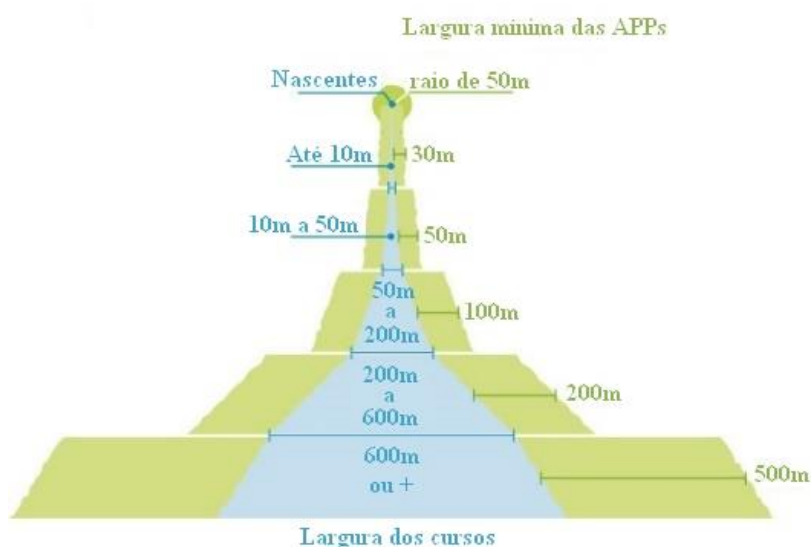 Largura minima das APPs
Nascentes
raio de 50m
Até 10m
30m
10m a 50m
50m
50m
a
200m
100m
200m
a
600m
200m
600m
ou +
500m
Largura dos cursos